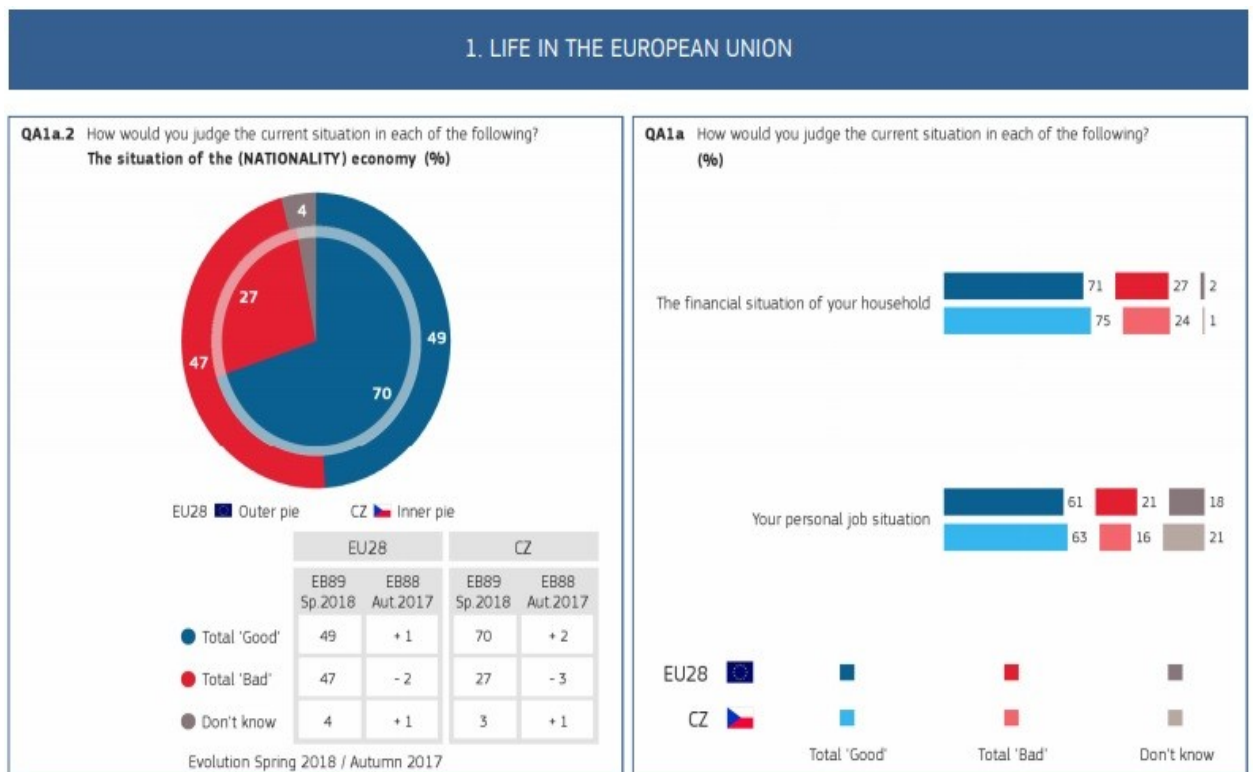 1. LIFE IN THE EUROPEAN UNION
QA1a.2 How would you judge the current situation in each of the following?
The situation of the (NATIONALITY) economy (%)
4
27
49
47
70
EU28 Outer pie CZ Inner pie
EU28 CZ
EB89 EB88 EB89 EB88
Sp.2018 Aut.2017 Sp.2018 Aut.2017
Total 'Good' 49 + 1 70 + 2
Total 'Bad' 47 - 2 27 - 3
Don't know 4 + 1 3 + 1
Evolution Spring 2018 / Autumn 2017
QA1a How would you judge the current situation in each of the following?
(%)
The financial situation of your household
71 27 2
75 24 1
Your personal job situation
61 21 18
63 16 21
EU28
CZ
Total 'Good' Total 'Bad' Don't know